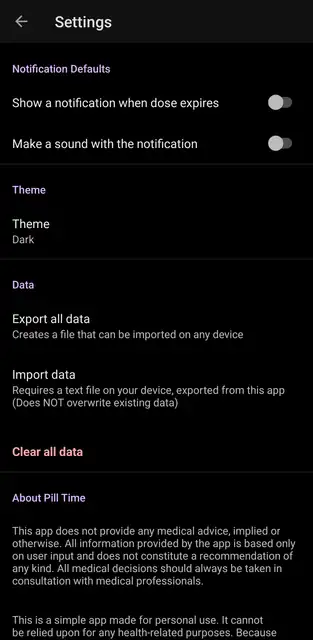 Settings
Notification Defaults
Show a notification when dose expires
Make a sound with the notification
Theme
Theme
Dark
Data
Export all data
Creates a file that can be imported on any device
Import data
Requires a text file on your device, exported from this app
(Does NOT overwrite existing data)
Clear all data
About Pill Time
This app does not provide any medical advice, implied or
otherwise. All information provided by the app is based only
on user input and does not constitute a recommendation of
any kind. All medical decisions should always be taken in
consultation with medical professionals.
This is a simple app made for personal use. It cannot
be relied upon for any health-related purposes. Because